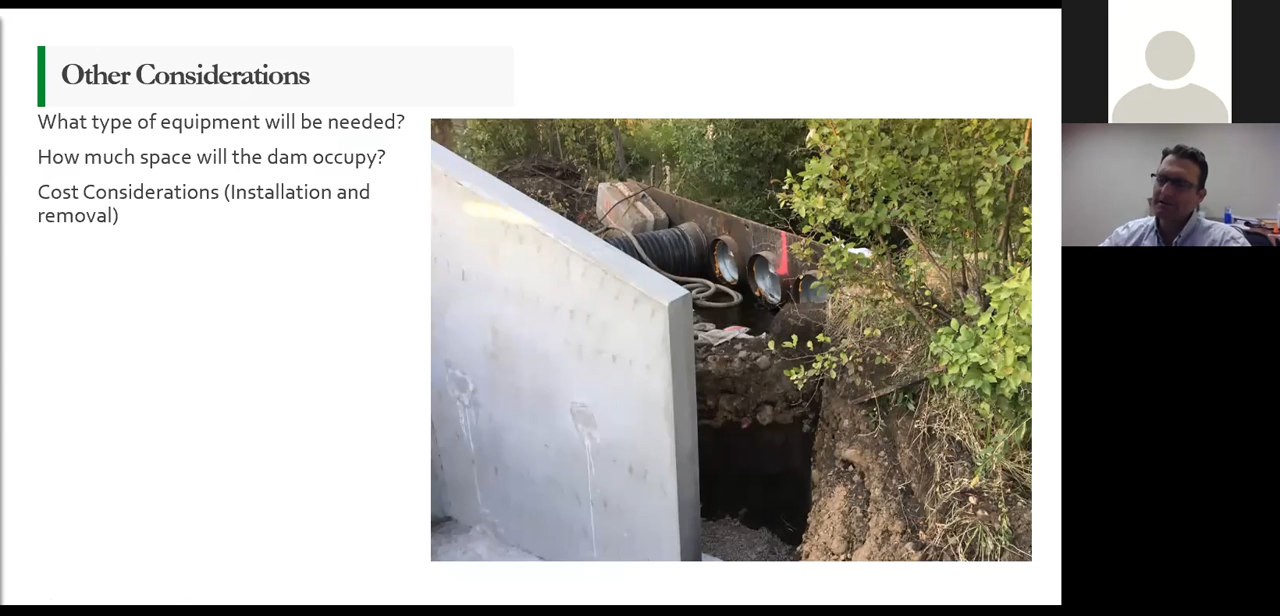 Other Considerations
What type of equipment will be needed?
How much space will the dam occupy?
Cost Considerations (Installation and
removal)